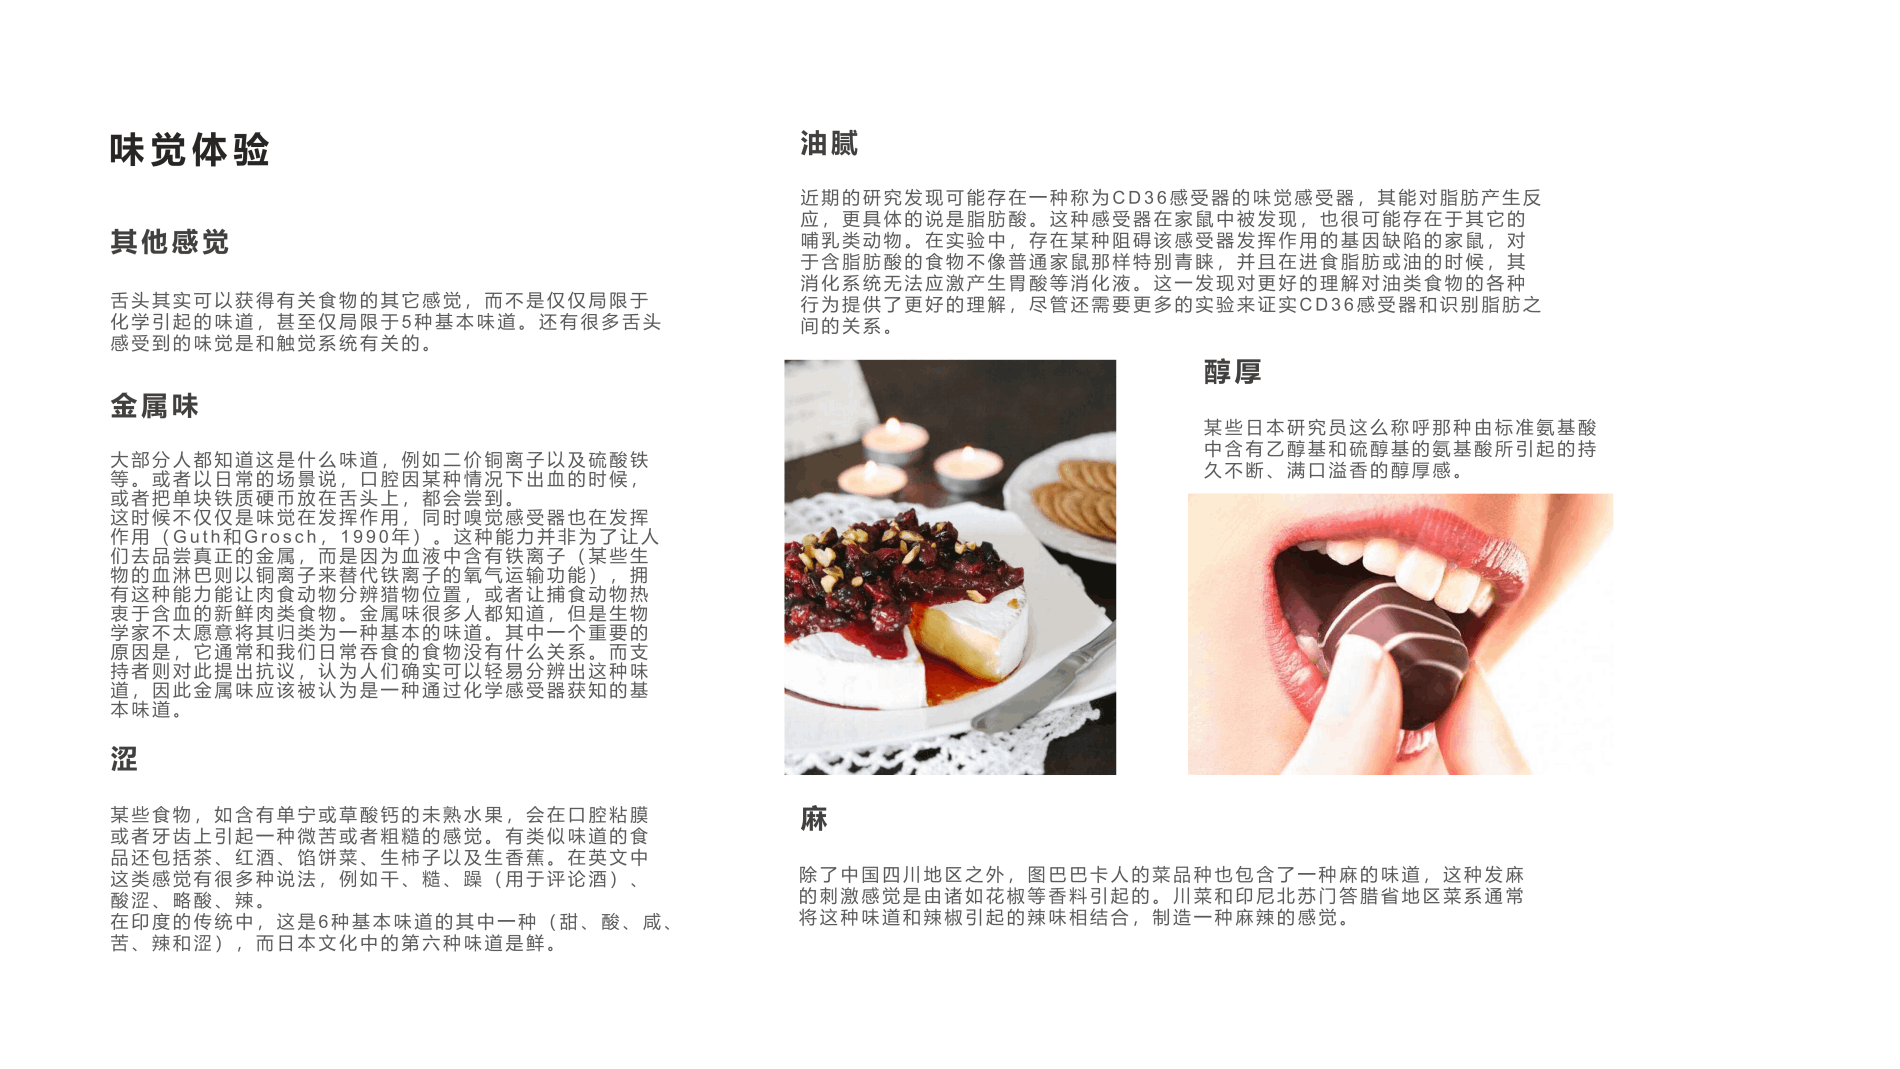 味觉体验
其他感觉
舌头其实可以获得有关食物的其它感觉，而不是仅仅局限于
化学引起的味道，甚至仅局限于5种基本味道。还有很多舌头
感受到的味觉是和触觉系统有关的。
金属味
大部分人都知道这是什么味道，例如二价铜离子以及硫酸铁
等。或者以日常的场景说，口腔因某种情况下出血的时候，
或者把单块铁质硬币放在舌头上，都会尝到。
这时候不仅仅是味觉在发挥作用，同时嗅觉感受器也在发挥
作用（Guth和Grosch，1990年）。这种能力并非为了让人
们去品尝真正的金属，而是因为血液中含有铁离子（某些生
物的血淋巴则以铜离子来替代铁离子的氧气运输功能），拥
有这种能力能让肉食动物分辨猎物位置，或者让捕食动物热
衷于含血的新鲜肉类食物。金属味很多人都知道，但是生物
学家不太愿意将其归类为一种基本的味道。其中一个重要的
原因是，它通常和我们日常吞食的食物没有什么关系。而支
持者则对此提出抗议，认为人们确实可以轻易分辨出这种味
道，因此金属味应该被认为是一种通过化学感受器获知的基
本味道。
涩
某些食物，如含有单宁或草酸钙的未熟水果，会在口腔粘膜
或者牙齿上引起一种微苦或者粗糙的感觉。有类似味道的食
品还包括茶、红酒、馅饼菜、生柿子以及生香蕉。在英文中
这类感觉有很多种说法，例如干、糙、躁（用于评论酒）、
酸涩、略酸、辣。
在印度的传统中，这是6种基本味道的其中一种（甜、酸、咸、
苦、辣和涩），而日本文化中的第六种味道是鲜。
油腻
近期的研究发现可能存在一种称为CD36感受器的味觉感受器，其能对脂肪产生反
应，更具体的说是脂肪酸。这种感受器在家鼠中被发现，也很可能存在于其它的
哺乳类动物。在实验中，存在某种阻碍该感受器发挥作用的基因缺陷的家鼠，对
于含脂肪酸的食物不像普通家鼠那样特别青睐，并且在进食脂肪或油的时候，其
消化系统无法应激产生胃酸等消化液。这一发现对更好的理解对油类食物的各种
行为提供了更好的理解，尽管还需要更多的实验来证实CD36感受器和识别脂肪之
间的关系。
醇厚
某些日本研究员这么称呼那种由标准氨基酸
中含有乙醇基和硫醇基的氨基酸所引起的持
久不断、满口溢香的醇厚感。
麻
除了中国四川地区之外，图巴巴卡人的菜品种也包含了一种麻的味道，这种发麻
的刺激感觉是由诸如花椒等香料引起的。川菜和印尼北苏门答腊省地区菜系通常
将这种味道和辣椒引起的辣味相结合，制造一种麻辣的感觉。